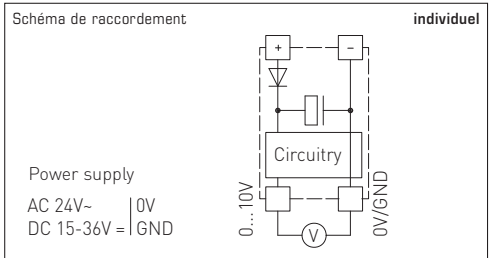 Schéma de raccordement individuel
+ −
Circuitry
Power supply
AC 24V~ 0V
DC 15-36V = GND
0...10V
0V/GND
V